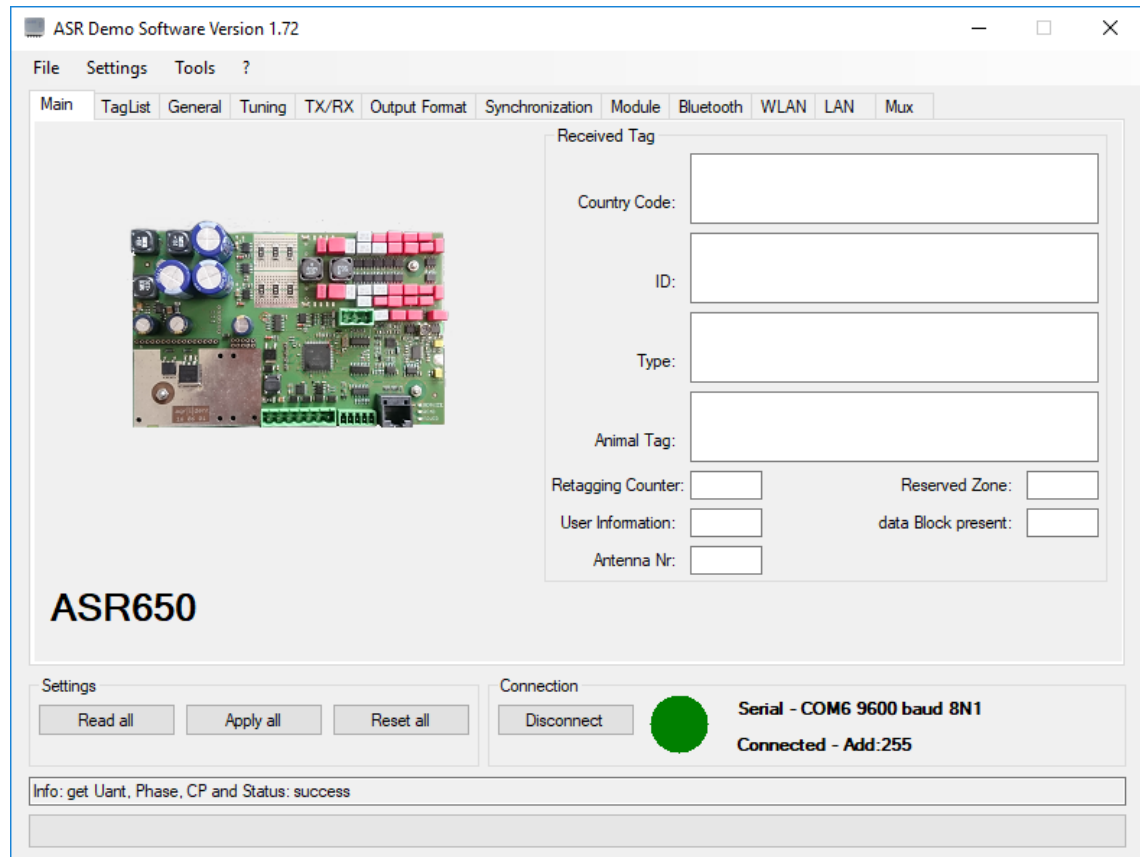 ASR Demo Software Version 1.72
File Settings Tools ?
Main TagList General Tuning TX/RX Output Format Synchronization Module Bluetooth WLAN LAN Mux
Received Tag
Country Code:
ID:
Type:
Animal Tag:
Retagging Counter: Reserved Zone:
User Information: data Block present:
Antenna Nr:
ASR650
Settings
Read all Apply all Reset all
Connection
Disconnect
Serial - COM6 9600 baud 8N1
Connected - Add:255
Info: get Uant, Phase, CP and Status: success